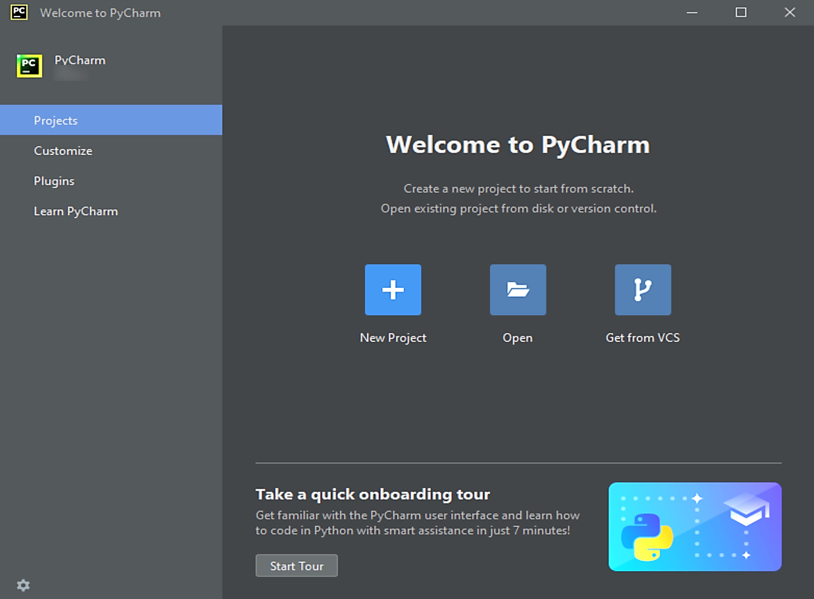 PC Welcome to PyCharm
PC PyCharm
Projects
Customize
Plugins
Learn PyCharm
Welcome to PyCharm
Create a new project to start from scratch.
Open existing project from disk or version control.
New Project
Open
Get from VCS
Take a quick onboarding tour
Get familiar with the PyCharm user interface and learn how
to code in Python with smart assistance in just 7 minutes!
Start Tour